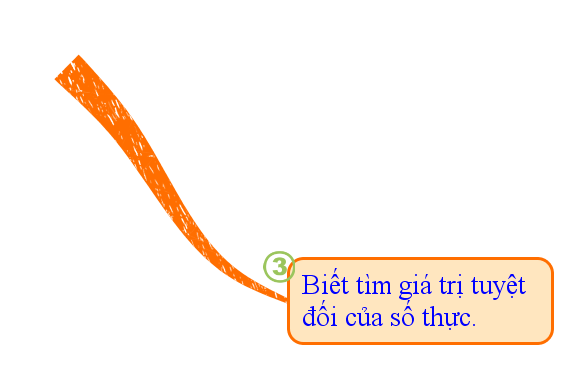 ③
Biết tìm giá trị tuyệt
đối của số thực.